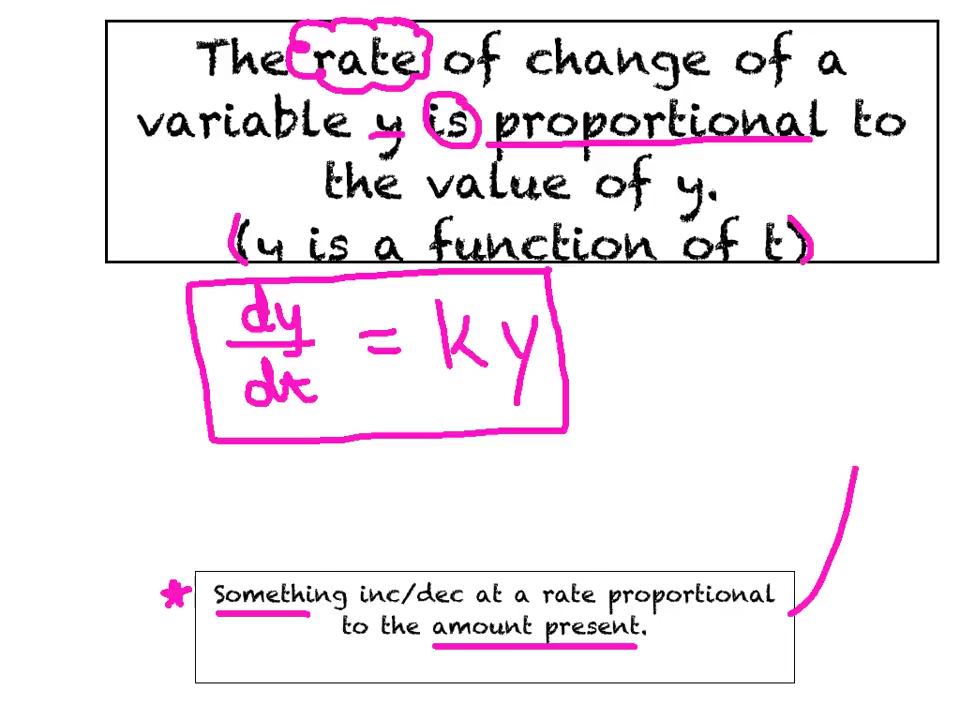 The rate of change of a
variable y is proportional to
the value of y.
(y is a function of t)
dy/dt = ky
* Something inc/dec at a rate proportional
to the amount present.